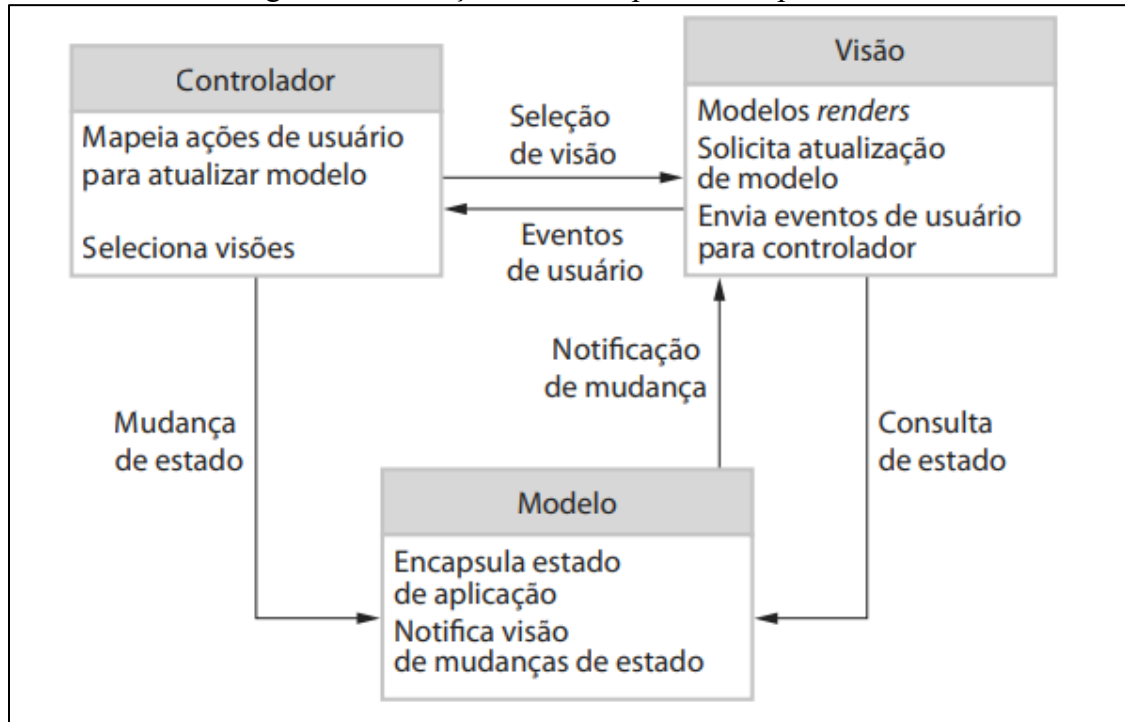 Controlador
Mapeia ações de usuário
para atualizar modelo
Seleciona visões
Seleção
de visão
Eventos
de usuário
Visão
Modelos renders
Solicita atualização
de modelo
Envia eventos de usuário
para controlador
Notificação
de mudança
Mudança
de estado
Consulta
de estado
Modelo
Encapsula estado
de aplicação
Notifica visão
de mudanças de estado